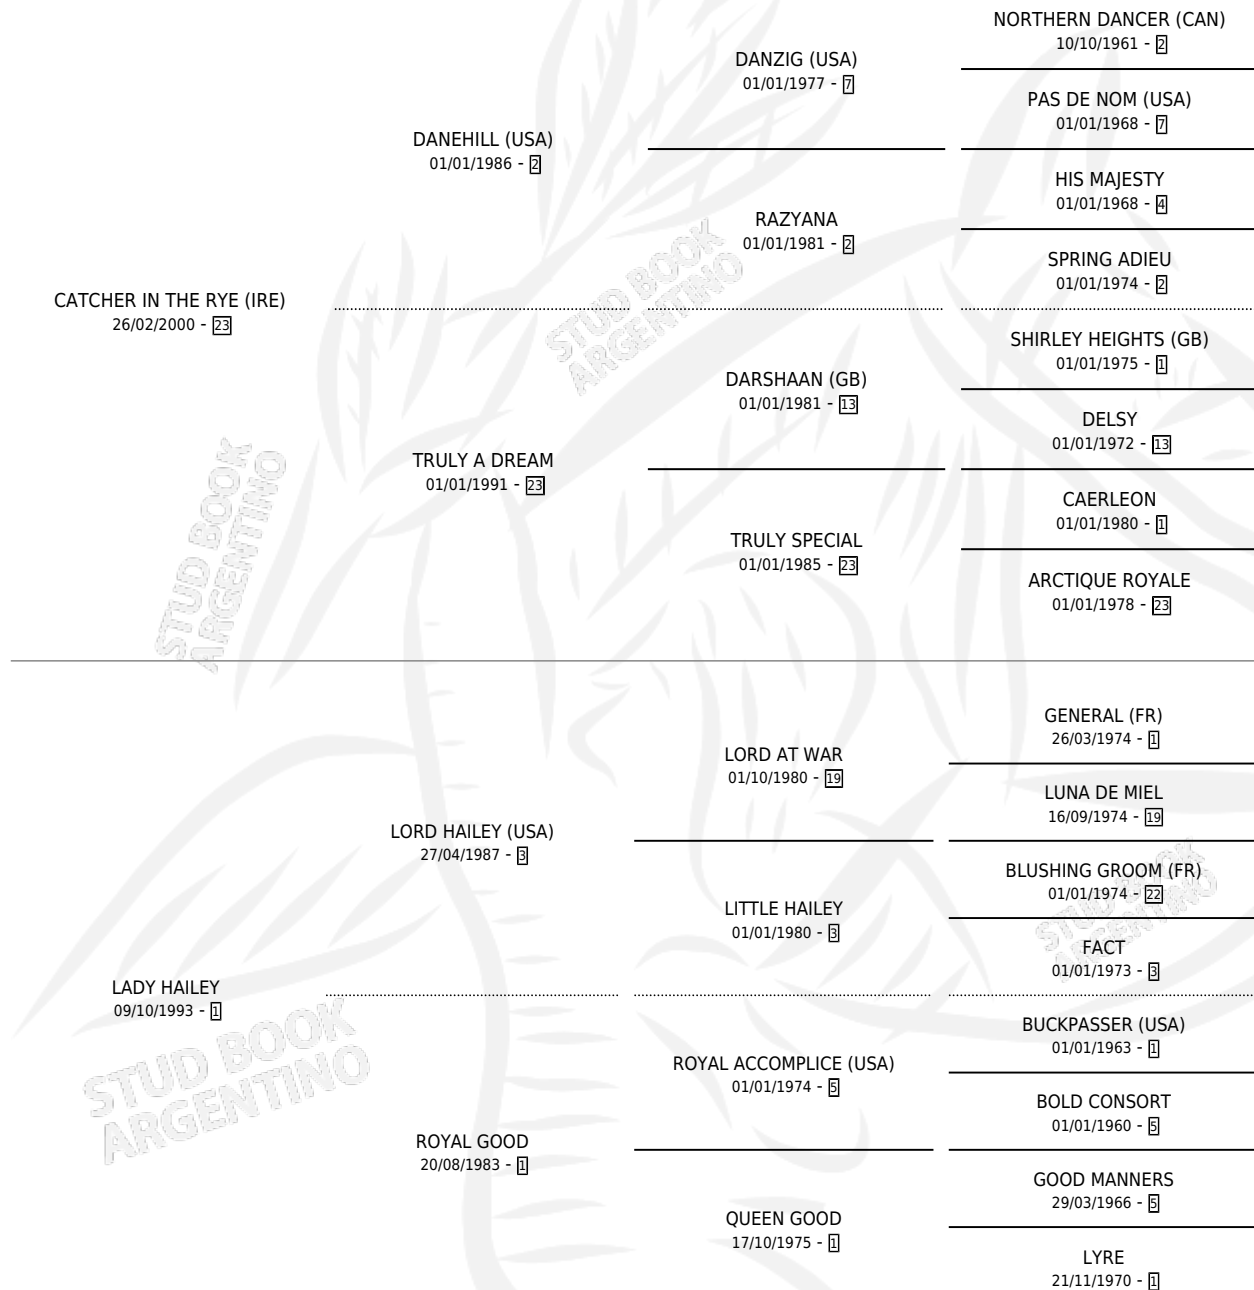 NORTHERN DANCER (CAN)
10/10/1961 - 2
DANZIG (USA)
01/01/1977 - 7
PAS DE NOM (USA)
01/01/1968 - 7
DANEHILL (USA)
01/01/1986 - 2
HIS MAJESTY
01/01/1968 - 4
RAZYANA
01/01/1981 - 2
SPRING ADIEU
01/01/1974 - 2
CATCHER IN THE RYE (IRE)
26/02/2000 - 23
SHIRLEY HEIGHTS (GB)
01/01/1975 - 1
DARSHAAN (GB)
01/01/1981 - 13
DELSY
01/01/1972 - 13
TRULY A DREAM
01/01/1991 - 23
CAERLEON
01/01/1980 - 1
TRULY SPECIAL
01/01/1985 - 23
ARCTIQUE ROYALE
01/01/1978 - 23
GENERAL (FR)
26/03/1974 - 1
LORD AT WAR
01/10/1980 - 19
LUNA DE MIEL
16/09/1974 - 19
LORD HAILEY (USA)
27/04/1987 - 3
BLUSHING GROOM (FR)
01/01/1974 - 22
LITTLE HAILEY
01/01/1980 - 3
FACT
01/01/1973 - 3
LADY HAILEY
09/10/1993 - 1
BUCKPASSER (USA)
01/01/1963 - 1
ROYAL ACCOMPLICE (USA)
01/01/1974 - 5
BOLD CONSORT
01/01/1960 - 5
ROYAL GOOD
20/08/1983 - 1
GOOD MANNERS
29/03/1966 - 5
QUEEN GOOD
17/10/1975 - 1
LYRE
21/11/1970 - 1
STUD BOOK
ARGENTINO
STUD BOOK
ARGENTINO
STUD BOOK
ARGENTINO
STUD BOOK
ARGENTINO